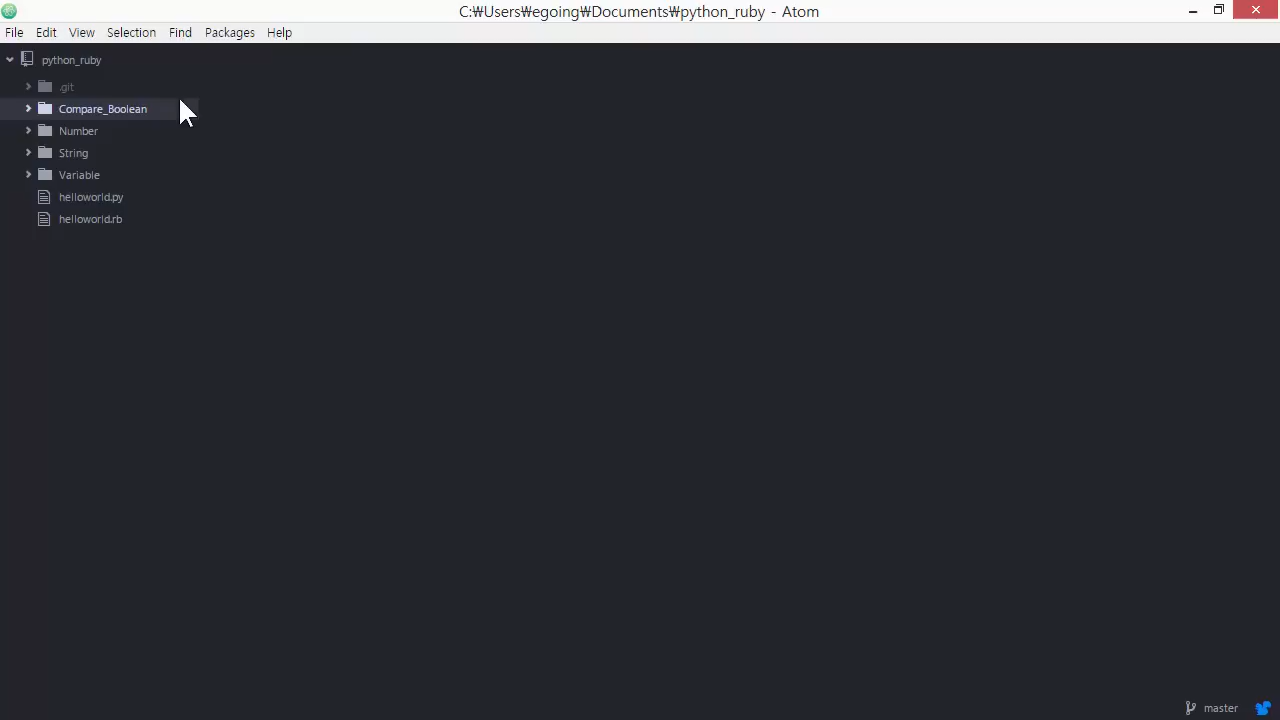 C:₩Users₩egoing₩Documents₩python_ruby - Atom
File Edit View Selection Find Packages Help
python_ruby
.git
Compare_Boolean
Number
String
Variable
helloworld.py
helloworld.rb
master